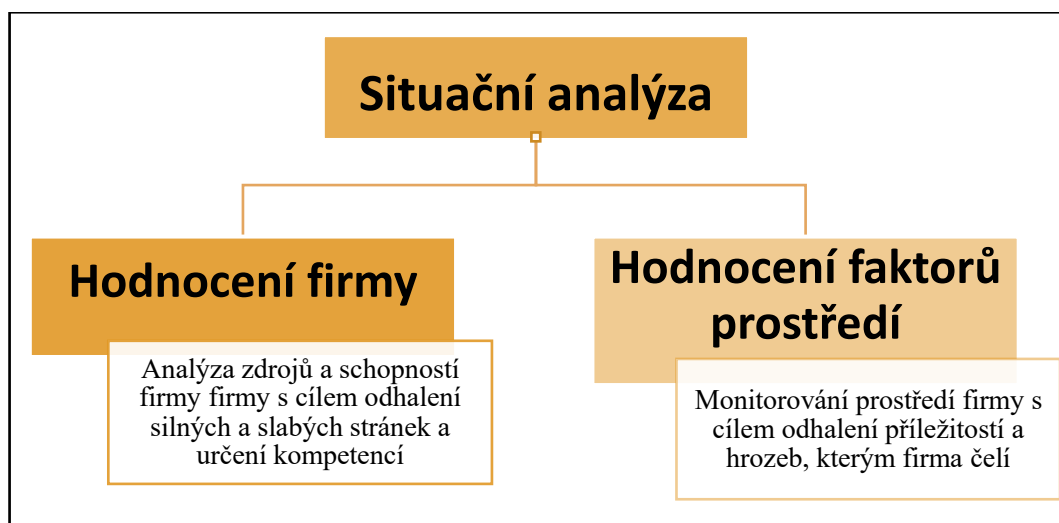 Situační analýza
Hodnocení firmy
Analýza zdrojů a schopností
firmy firmy s cílem odhalení
silných a slabých stránek a
určení kompetencí
Hodnocení faktorů
prostředí
Monitorování prostředí firmy s
cílem odhalení příležitostí a
hrozeb, kterým firma čelí